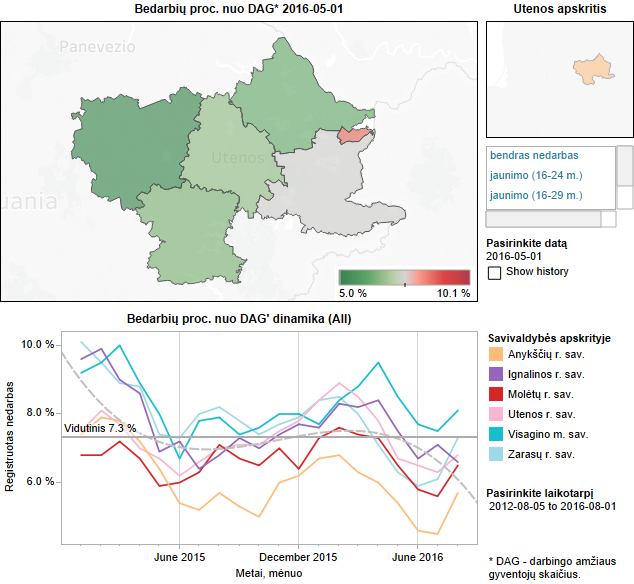 Bedarbių proc. nuo DAG* 2016-05-01
Utenos apskritis
Panevezio
Utenos
uania
5.0 %
10.1 %
bendras nedarbas
jaunimo (16-24 m.)
jaunimo (16-29 m.)
Pasirinkite datą
2016-05-01
Show history
Bedarbių proc. nuo DAG' dinamika (All)
Registruotas nedarbas
10.0 %
8.0 %
6.0 %
Vidutinis 7.3 %
June 2015
December 2015
June 2016
Metai, mėnuo
Savivaldybės apskrityje
Anykščių r. sav.
Ignalinos r. sav.
Molėtų r. sav.
Utenos r. sav.
Visagino m. sav.
Zarasų r. sav.
Pasirinkite laikotarpį
2012-08-05 to 2016-08-01
* DAG - darbingo amžiaus
gyventojų skaičius.